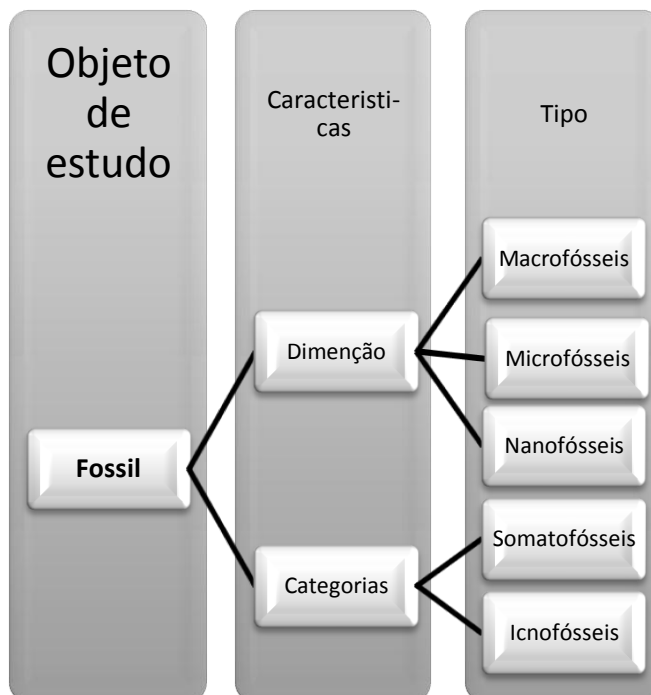 Objeto
de
estudo
Caracteristi-
cas
Tipo
Fossil
Dimenção
Categorias
Macrofósseis
Microfósseis
Nanofósseis
Somatofósseis
Icnofósseis